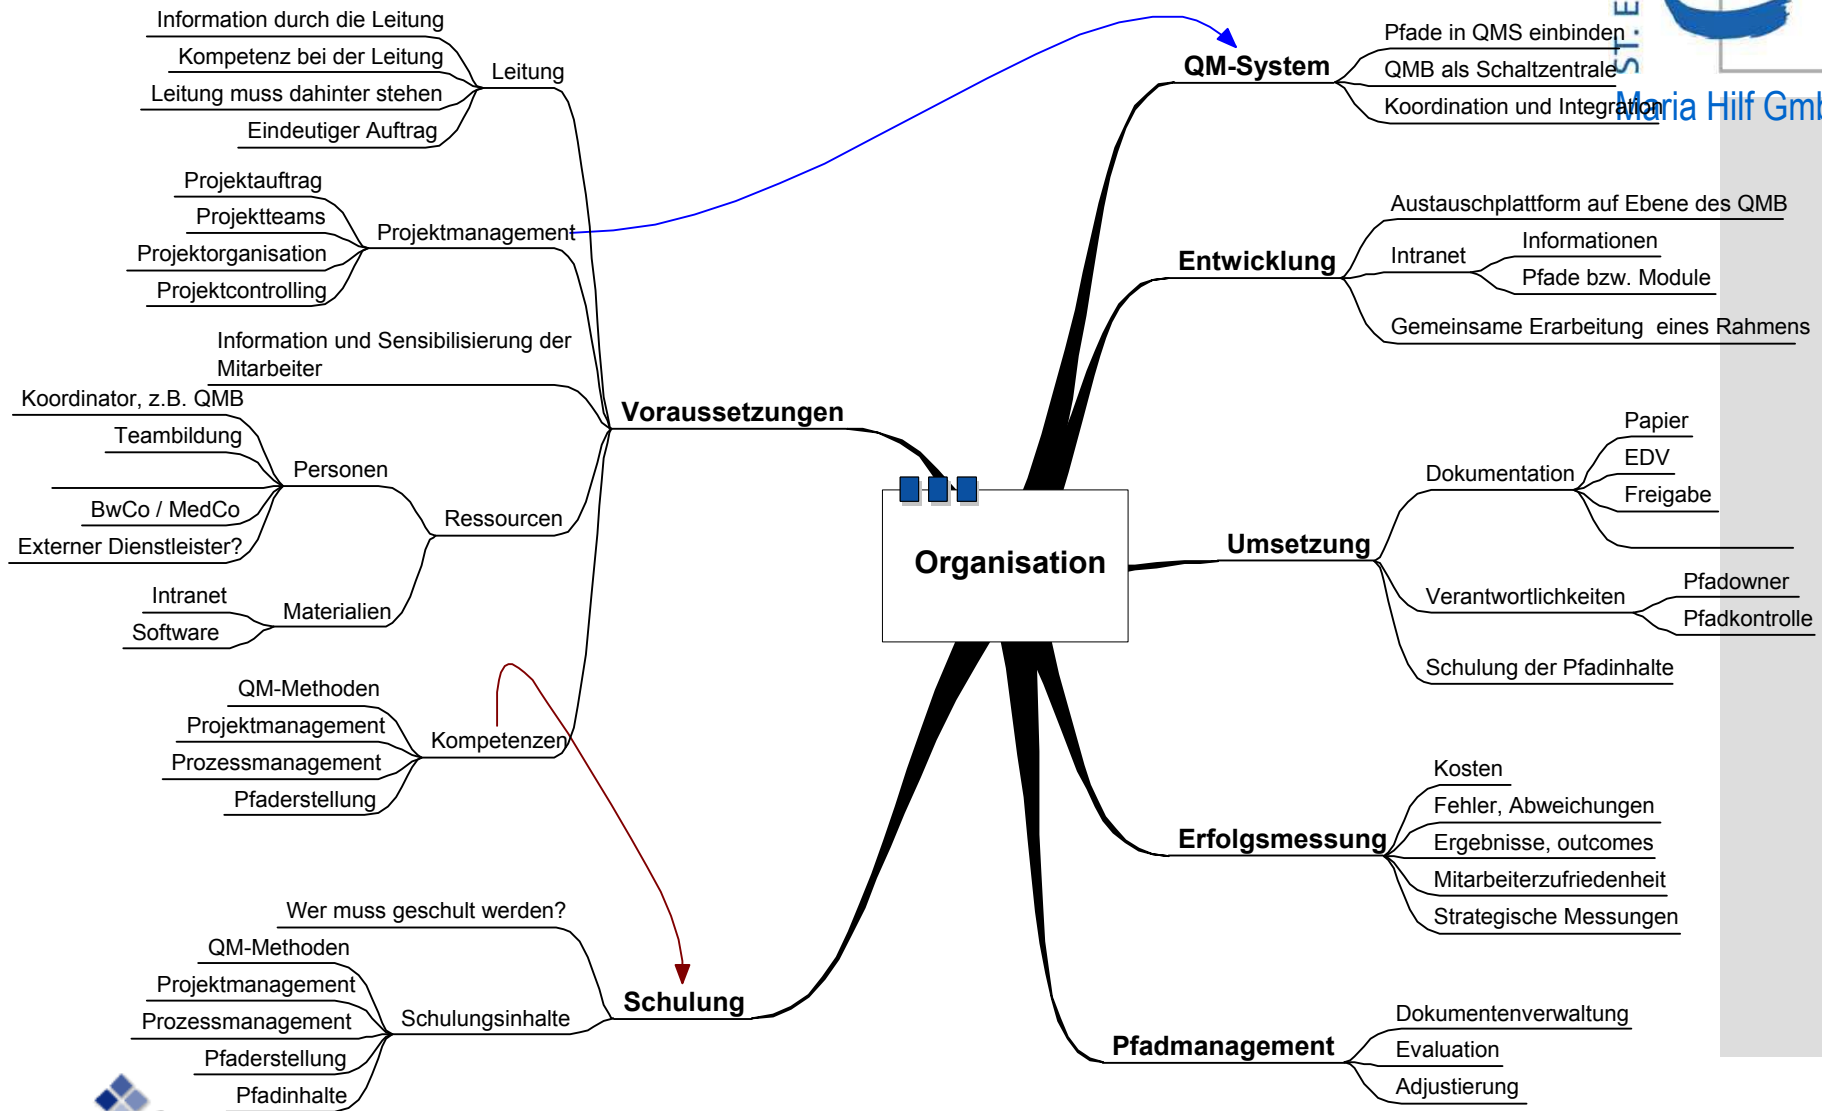 Information durch die Leitung
Kompetenz bei der Leitung
Leitung muss dahinter stehen
Eindeutiger Auftrag
Leitung
Projektauftrag
Projektteams
Projektorganisation
Projektcontrolling
Projektmanagement
Information und Sensibilisierung der
Mitarbeiter
Koordinator, z.B. QMB
Teambildung
BwCo / MedCo
Externer Dienstleister?
Personen
Intranet
Software
Materialien
Ressourcen
QM-Methoden
Projektmanagement
Prozessmanagement
Pfaderstellung
Kompetenzen
Voraussetzungen
Wer muss geschult werden?
QM-Methoden
Projektmanagement
Prozessmanagement
Pfaderstellung
Pfadinhalte
Schulungsinhalte
Schulung
Organisation
QM-System
Pfade in QMS einbinden
QMB als Schaltzentrale
Koordination und Integration
ST. E
Maria Hilf Gmb
Entwicklung
Austauschplattform auf Ebene des QMB
Intranet
Informationen
Pfade bzw. Module
Gemeinsame Erarbeitung eines Rahmens
Umsetzung
Dokumentation
Papier
EDV
Freigabe
Verantwortlichkeiten
Pfadowner
Pfadkontrolle
Schulung der Pfadinhalte
Erfolgsmessung
Kosten
Fehler, Abweichungen
Ergebnisse, outcomes
Mitarbeiterzufriedenheit
Strategische Messungen
Pfadmanagement
Dokumentenverwaltung
Evaluation
Adjustierung